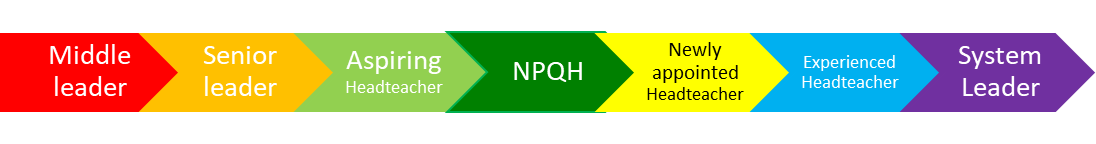 Middle
leader
Senior
leader
Aspiring
Headteacher
NPQH
Newly
appointed
Headteacher
Experienced
Headteacher
System
Leader